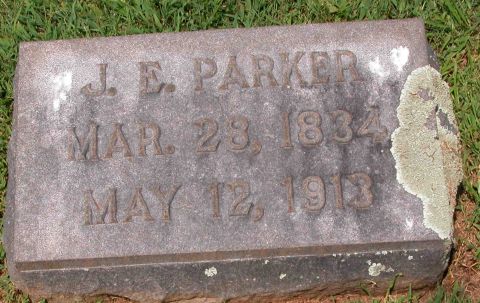 J. E. PARKER
MAR. 28, 1834
MAY 12, 1913